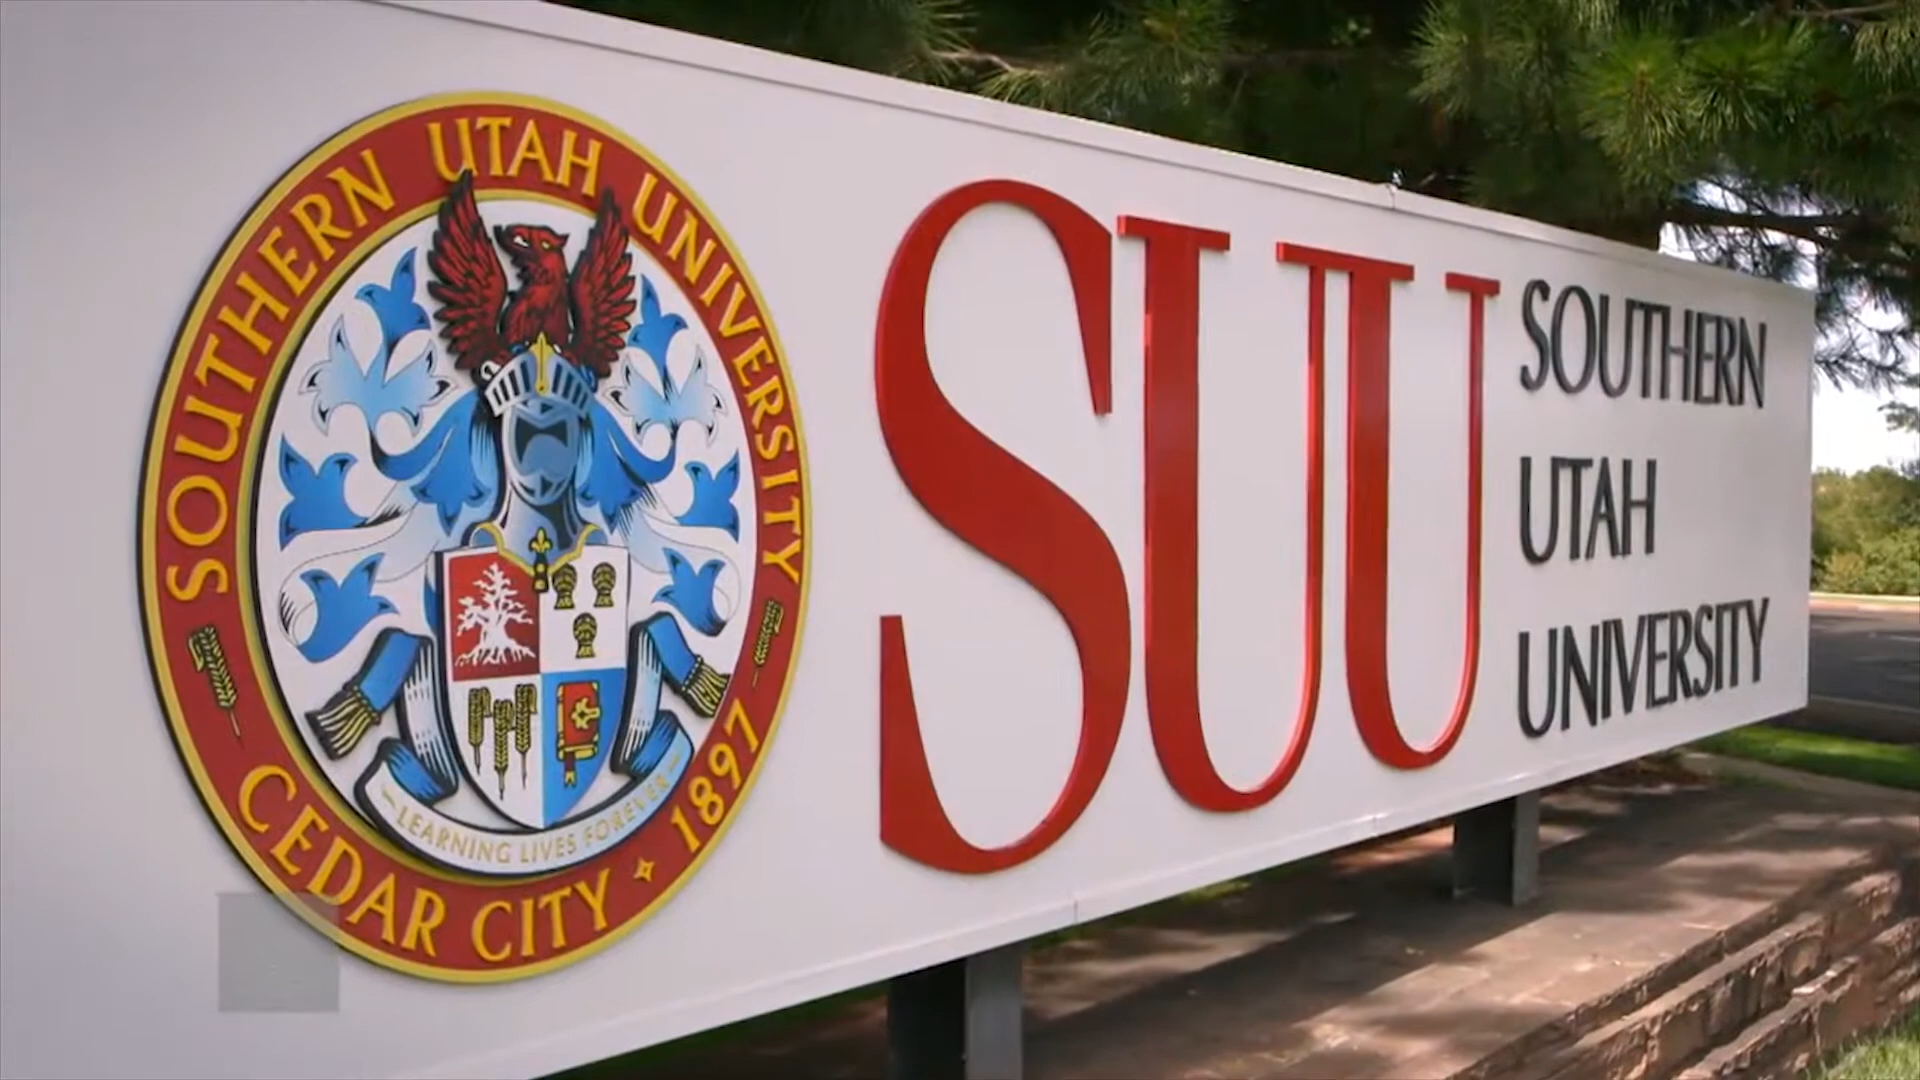 SOUTHERN UTAH UNIVERSITY
CEDAR CITY 1897
LEARNING LIVES FOREVER
SUU
SOUTHERN
UTAH
UNIVERSITY